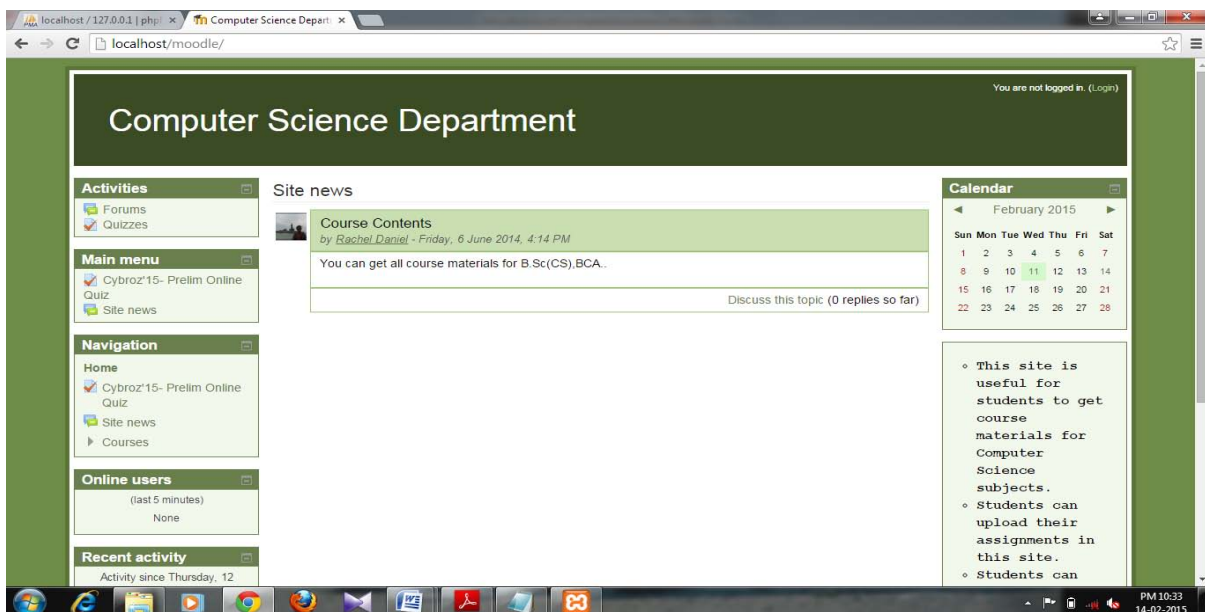 localhost / 127.0.0.1 | php
Computer Science Depart
localhost/moodle/
You are not logged in. (Login)
Computer Science Department
Activities
Forums
Quizzes
Main menu
Cybroz'15- Prelim Online
Quiz
Site news
Navigation
Home
Cybroz'15- Prelim Online
Quiz
Site news
Courses
Online users
(last 5 minutes)
None
Recent activity
Activity since Thursday, 12
Site news
Course Contents
by Rachel Daniel - Friday, 6 June 2014, 4:14 PM
You can get all course materials for B.Sc(CS),BCA..
Discuss this topic (0 replies so far)
Calendar
February 2015
Sun Mon Tue Wed Thu Fri Sat
1 2 3 4 5 6 7
8 9 10 11 12 13 14
15 16 17 18 19 20 21
22 23 24 25 26 27 28
This site is
useful for
students to get
course
materials for
Computer
Science
subjects.
Students can
upload their
assignments in
this site.
Students can
PM 10:33
14-02-2015